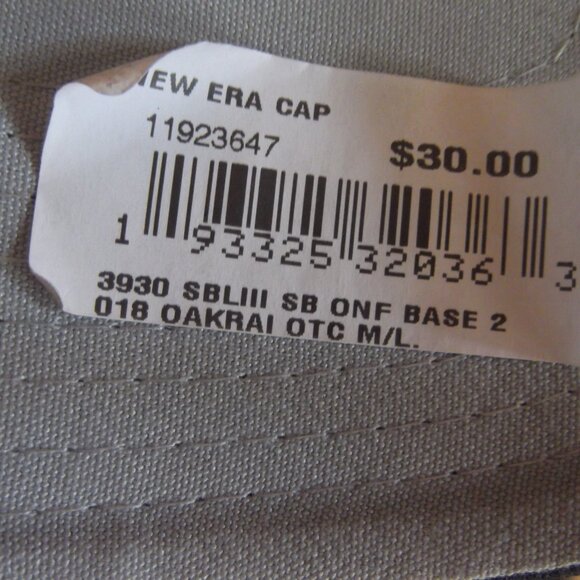 NEW ERA CAP
11923647
$30.00
1 93325 32036 3
3930 SBLIII SB ONF BASE 2
018 OAKRAI OTC M/L.